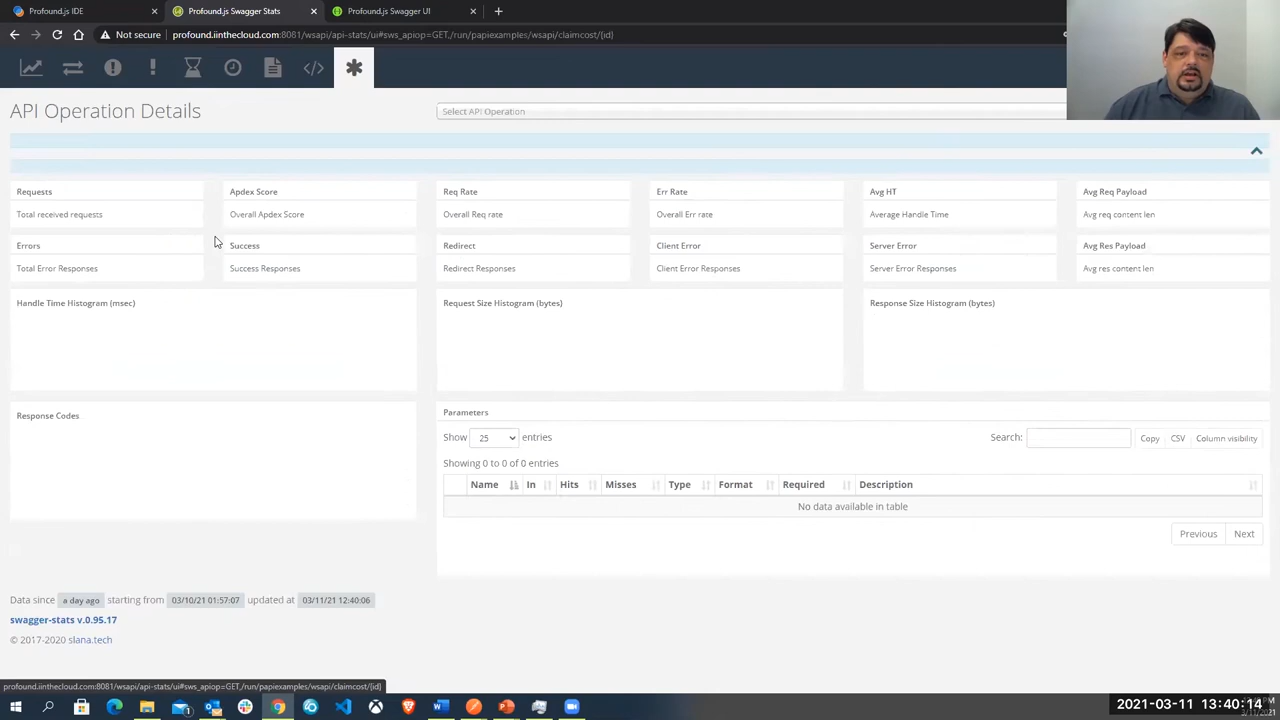 Profound.js IDE
Profound.js Swagger Stats
Profound.js Swagger UI
Not secure
profound.iinthecloud.com:8081/wsapi/api-stats/ui#sws_apiop=GET,/run/papiexamples/wsapi/claimcost/{id}
API Operation Details
Select API Operation
Requests
Total received requests
Apdex Score
Overall Apdex Score
Req Rate
Overall Req rate
Err Rate
Overall Err rate
Avg HT
Average Handle Time
Avg Req Payload
Avg req content len
Errors
Total Error Responses
Success
Success Responses
Redirect
Redirect Responses
Client Error
Client Error Responses
Server Error
Server Error Responses
Avg Res Payload
Avg res content len
Handle Time Histogram (msec)
Request Size Histogram (bytes)
Response Size Histogram (bytes)
Response Codes
Parameters
Show 25 entries
Search:
Copy CSV Column visibility
Showing 0 to 0 of 0 entries
Name In Hits Misses Type Format Required Description
No data available in table
Previous Next
Data since a day ago starting from 03/10/21 01:57:07 updated at 03/11/21 12:40:06
swagger-stats v.0.95.17
© 2017-2020 slana.tech
profound.iinthecloud.com:8081/wsapi/api-stats/ui#sws_apiop=GET,/run/papiexamples/wsapi/claimcost/{id}
2021-03-11 13:40:14
3/11/2021